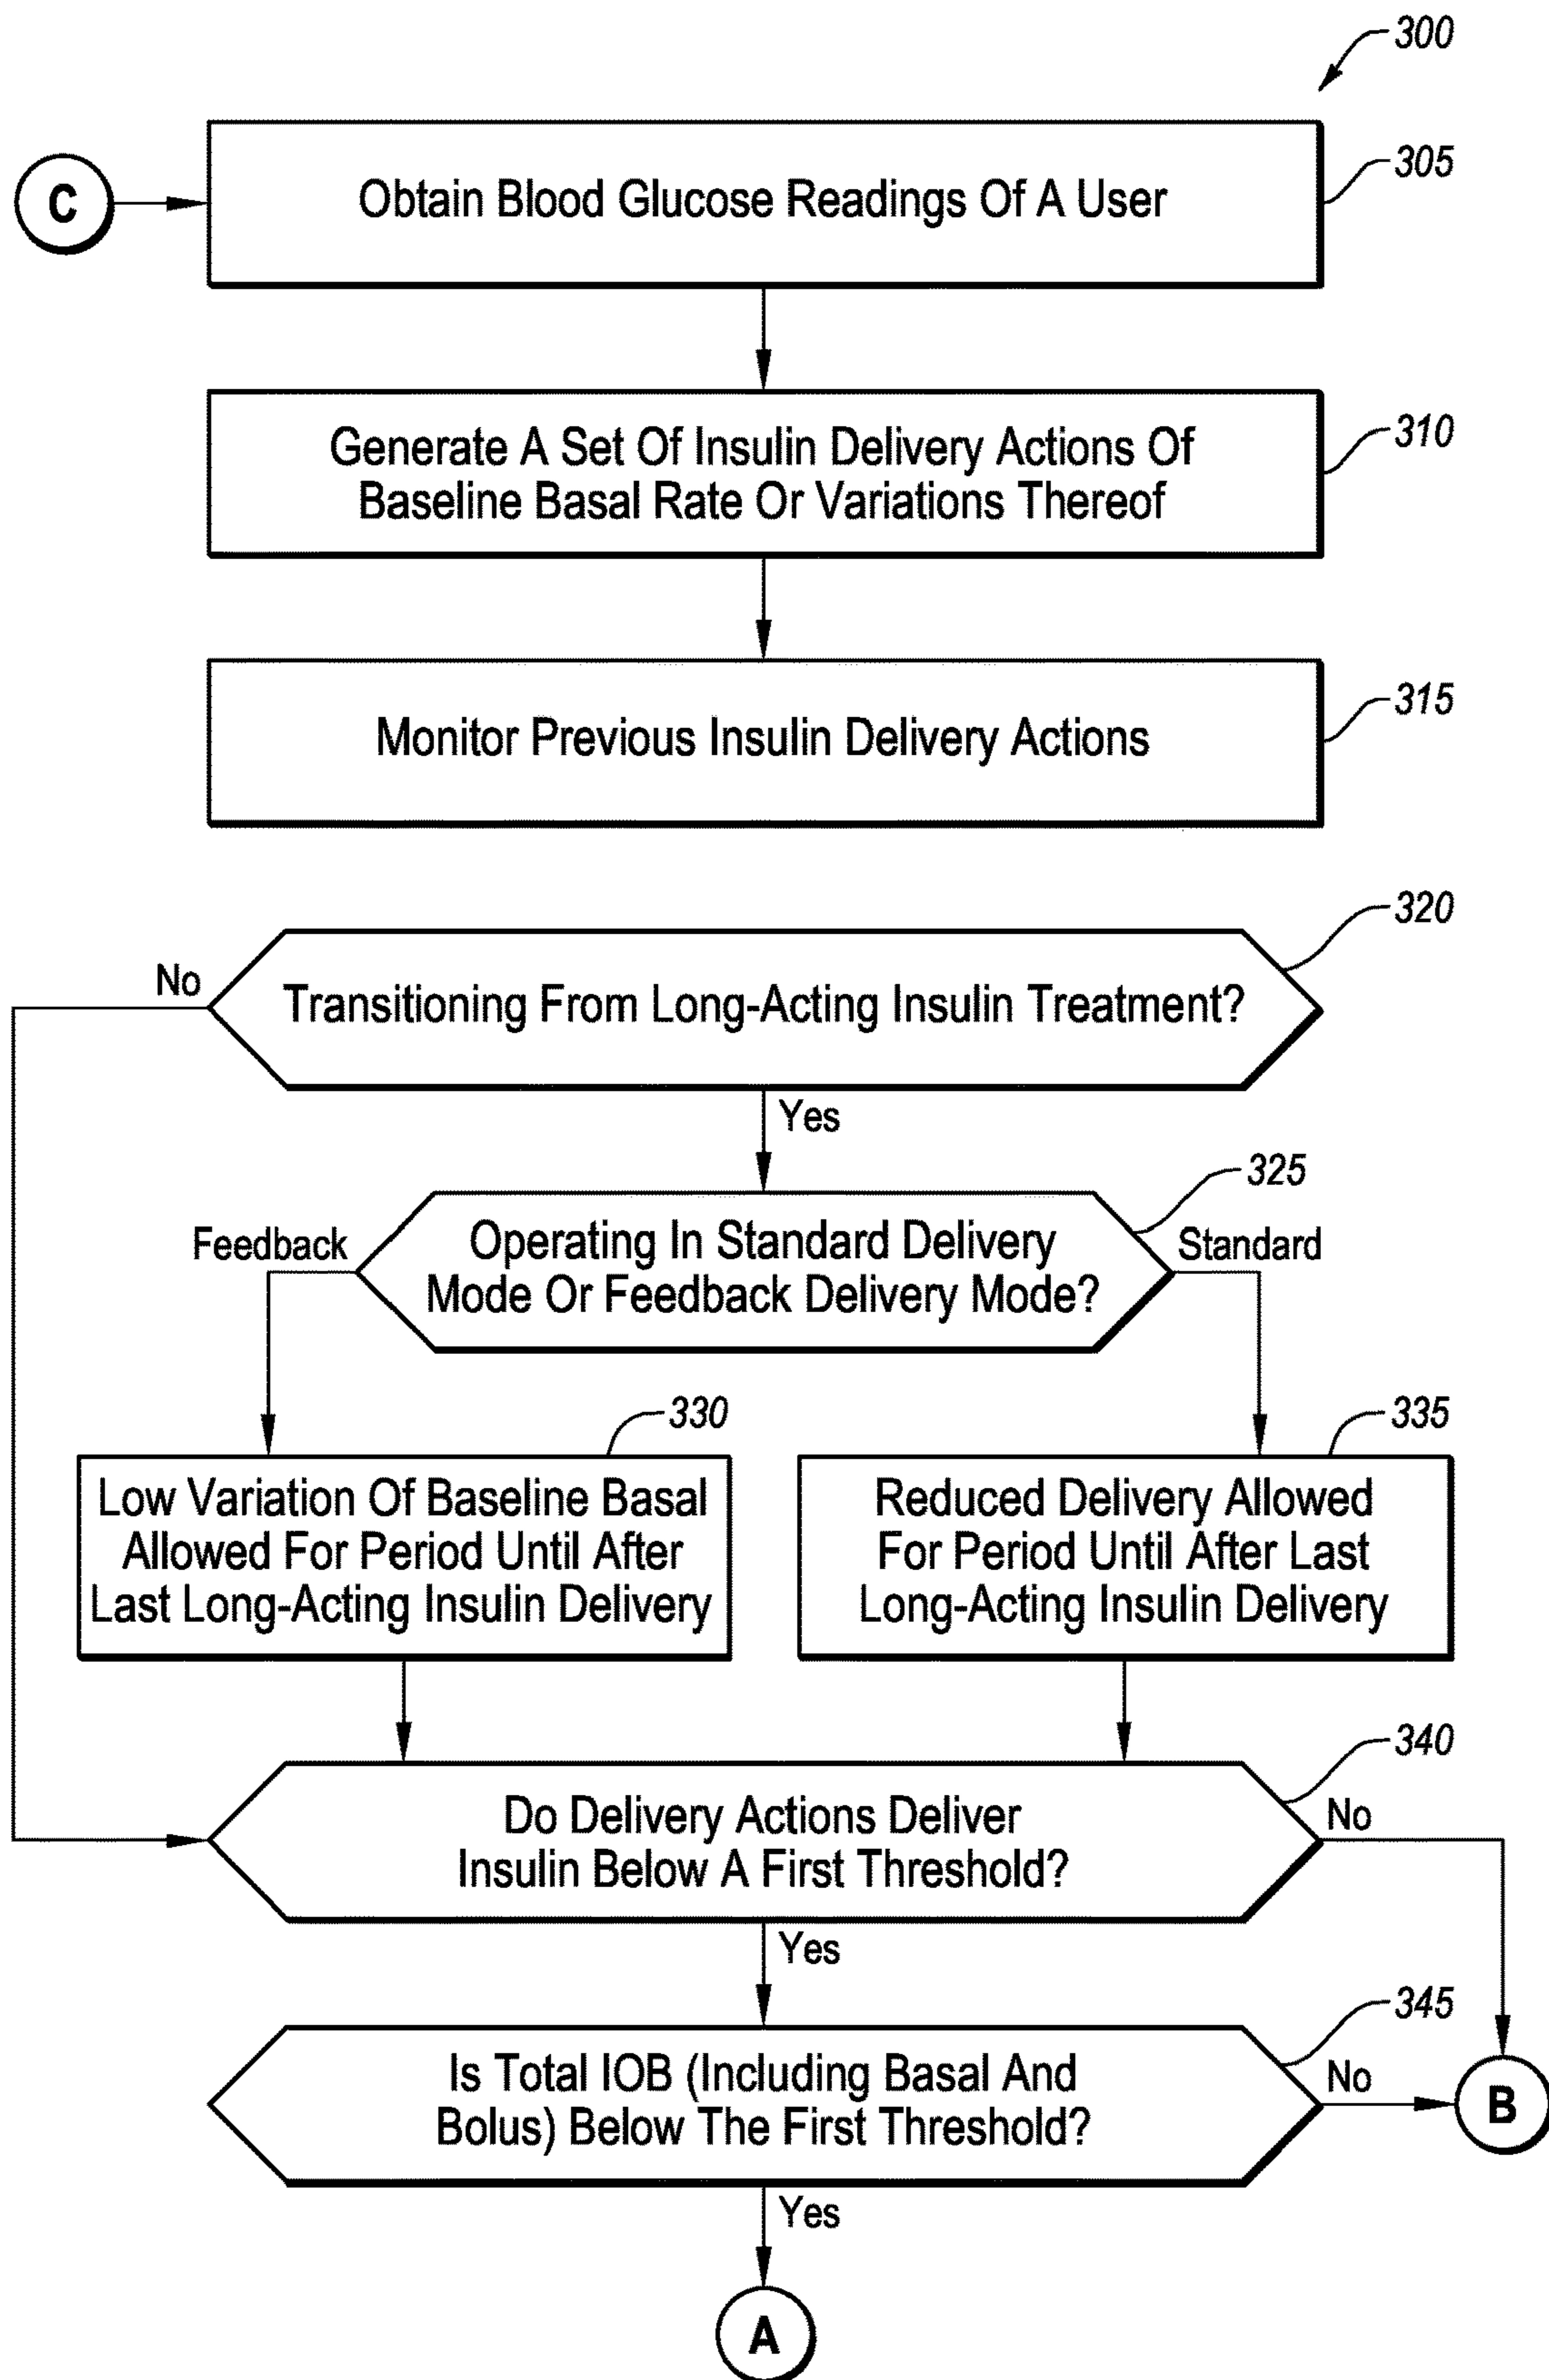 300
C
Obtain Blood Glucose Readings Of A User
305
Generate A Set Of Insulin Delivery Actions Of
Baseline Basal Rate Or Variations Thereof
310
Monitor Previous Insulin Delivery Actions
315
320
No
Transitioning From Long-Acting Insulin Treatment?
Yes
325
Feedback
Operating In Standard Delivery
Mode Or Feedback Delivery Mode?
Standard
330
Low Variation Of Baseline Basal
Allowed For Period Until After
Last Long-Acting Insulin Delivery
335
Reduced Delivery Allowed
For Period Until After Last
Long-Acting Insulin Delivery
340
Do Delivery Actions Deliver
Insulin Below A First Threshold?
No
Yes
345
Is Total IOB (Including Basal And
Bolus) Below The First Threshold?
No
B
Yes
A